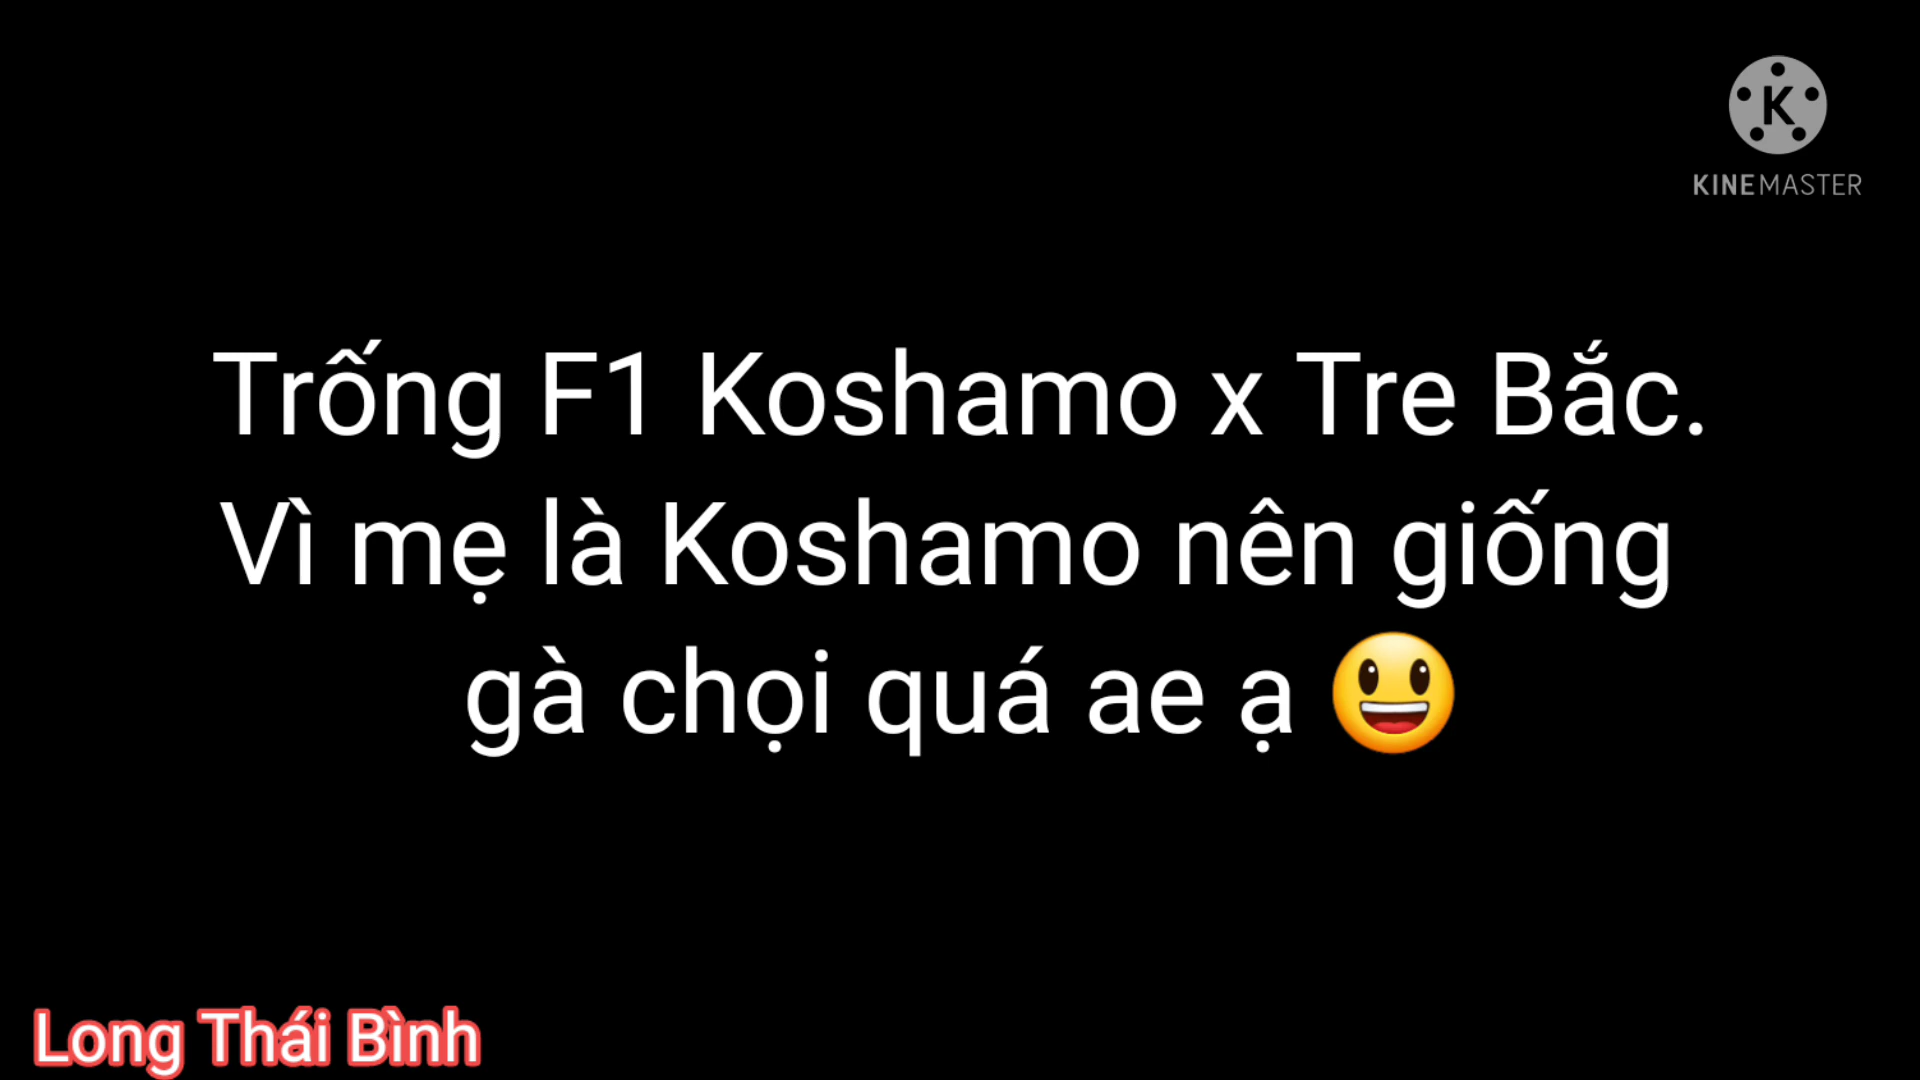 KINEMASTER
Trống F1 Koshamo x Tre Bắc.
Vì mẹ là Koshamo nên giống
gà chọi quá ae ạ 😃
Long Thái Bình